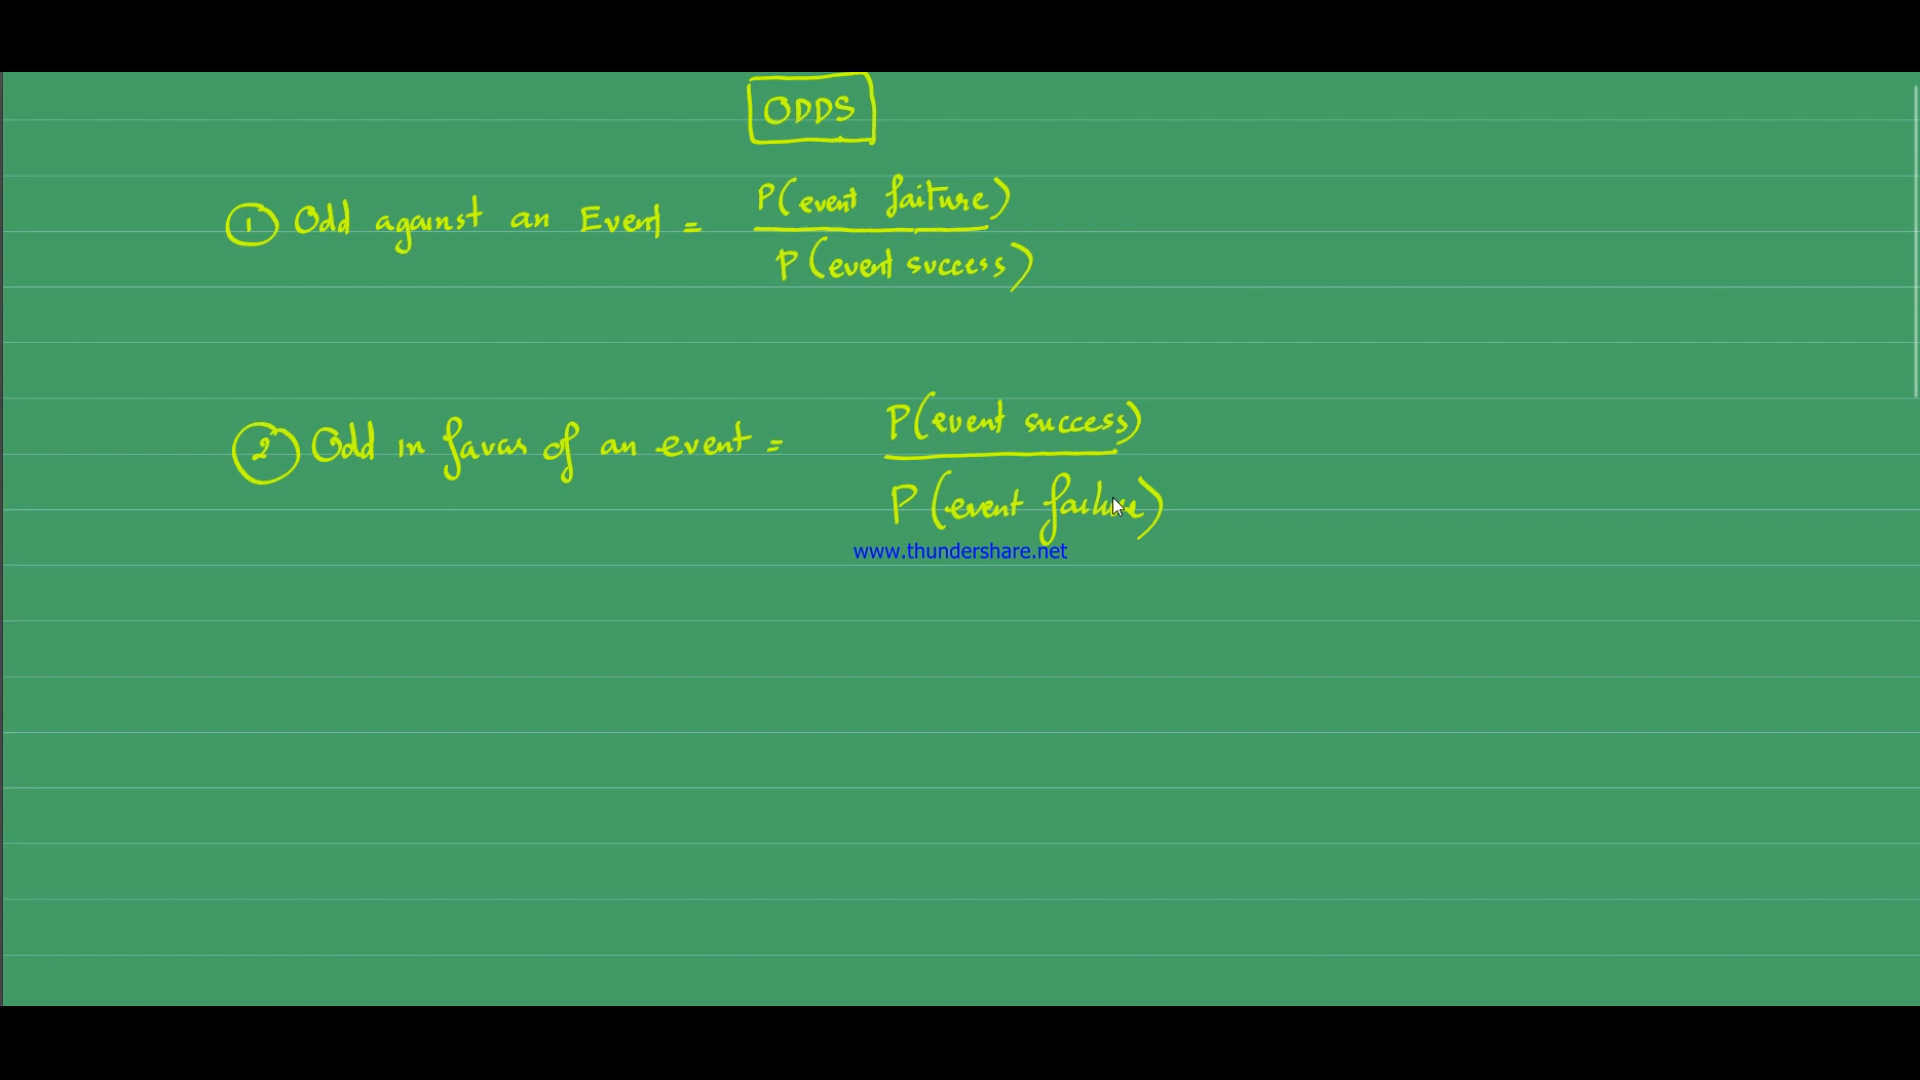 ODDS
① Odd against an Event = P(event failure)
P(event success)
② Odd in favas of an event = P(event success)
P(event failure)
www.thundershare.net